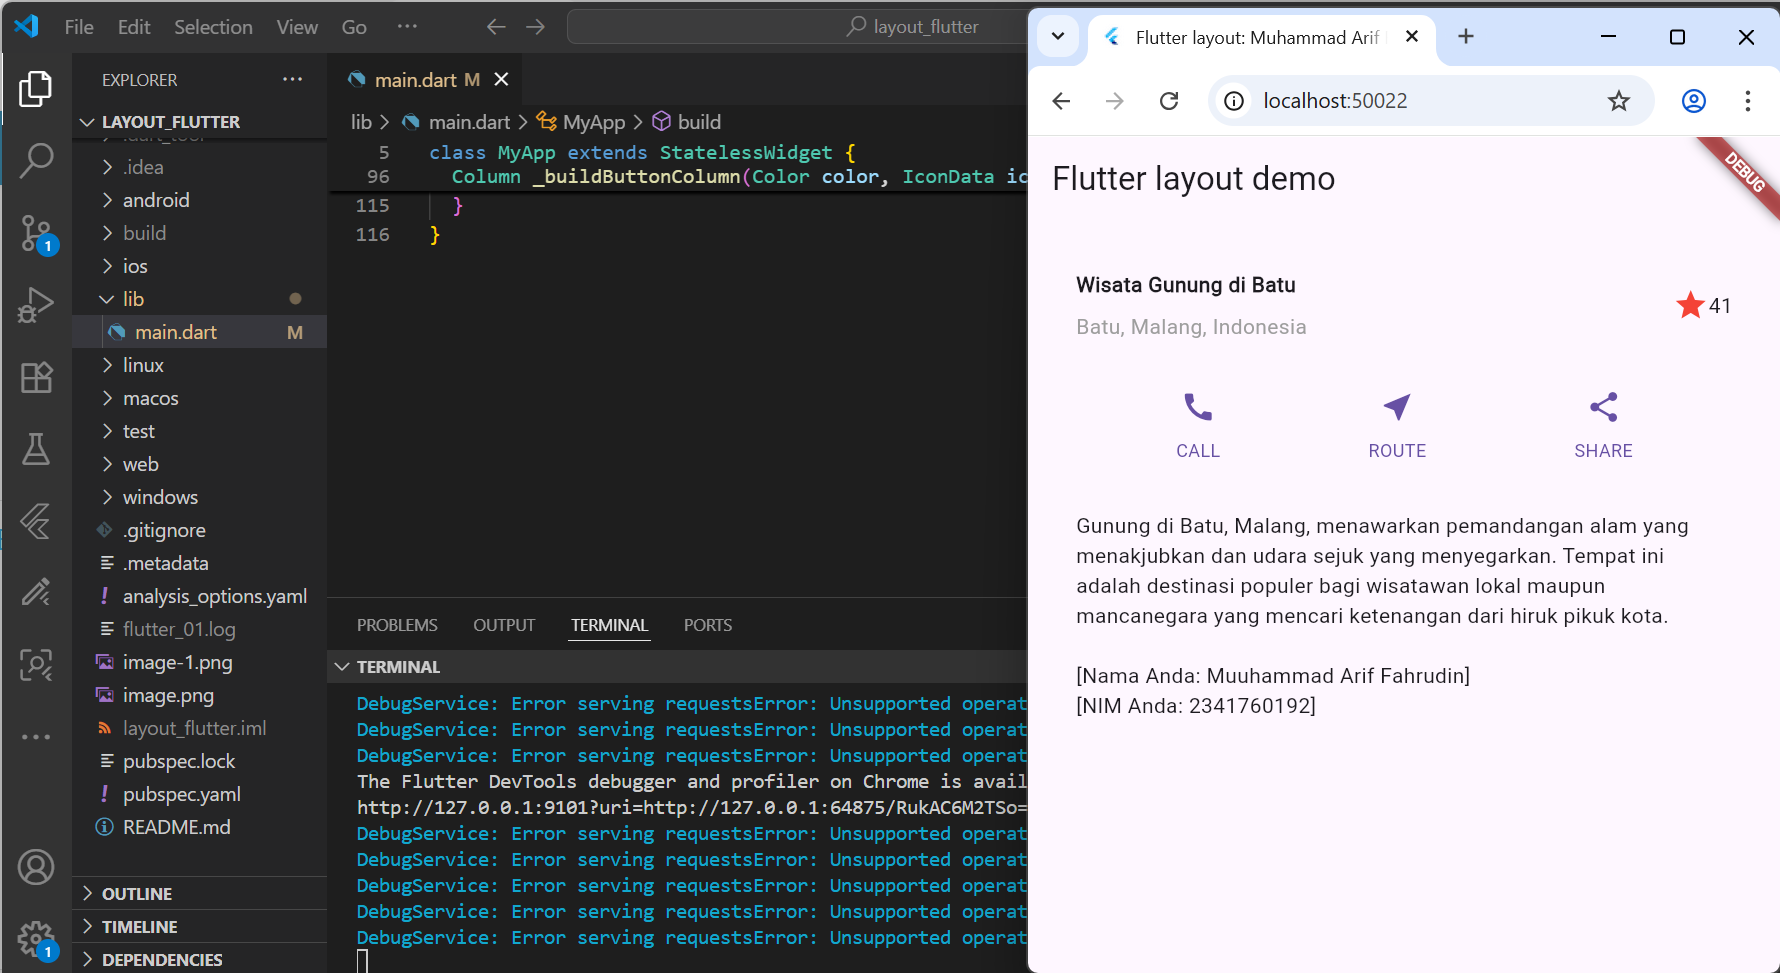 File Edit Selection View Go ···
layout_flutter
EXPLORER
LAYOUT_FLUTTER
.dart_tool
.idea
android
build
ios
lib
main.dart M
linux
macos
test
web
windows
.gitignore
.metadata
analysis_options.yaml
flutter_01.log
image-1.png
image.png
layout_flutter.iml
pubspec.lock
pubspec.yaml
README.md
OUTLINE
TIMELINE
DEPENDENCIES
1
1
main.dart M
lib > main.dart > MyApp > build
5 class MyApp extends StatelessWidget {
96 Column _buildButtonColumn(Color color, IconData ic
115 }
116 }
PROBLEMS OUTPUT TERMINAL PORTS
TERMINAL
DebugService: Error serving requestsError: Unsupported operat
DebugService: Error serving requestsError: Unsupported operat
DebugService: Error serving requestsError: Unsupported operat
The Flutter DevTools debugger and profiler on Chrome is avail
http://127.0.0.1:9101?uri=http://127.0.0.1:64875/RukAC6M2TSo=
DebugService: Error serving requestsError: Unsupported operat
DebugService: Error serving requestsError: Unsupported operat
DebugService: Error serving requestsError: Unsupported operat
DebugService: Error serving requestsError: Unsupported operat
DebugService: Error serving requestsError: Unsupported operat
Flutter layout: Muhammad Arif
localhost:50022
DEBUG
Flutter layout demo
Wisata Gunung di Batu
Batu, Malang, Indonesia
41
CALL ROUTE SHARE
Gunung di Batu, Malang, menawarkan pemandangan alam yang
menakjubkan dan udara sejuk yang menyegarkan. Tempat ini
adalah destinasi populer bagi wisatawan lokal maupun
mancanegara yang mencari ketenangan dari hiruk pikuk kota.
[Nama Anda: Muuhammad Arif Fahrudin]
[NIM Anda: 2341760192]